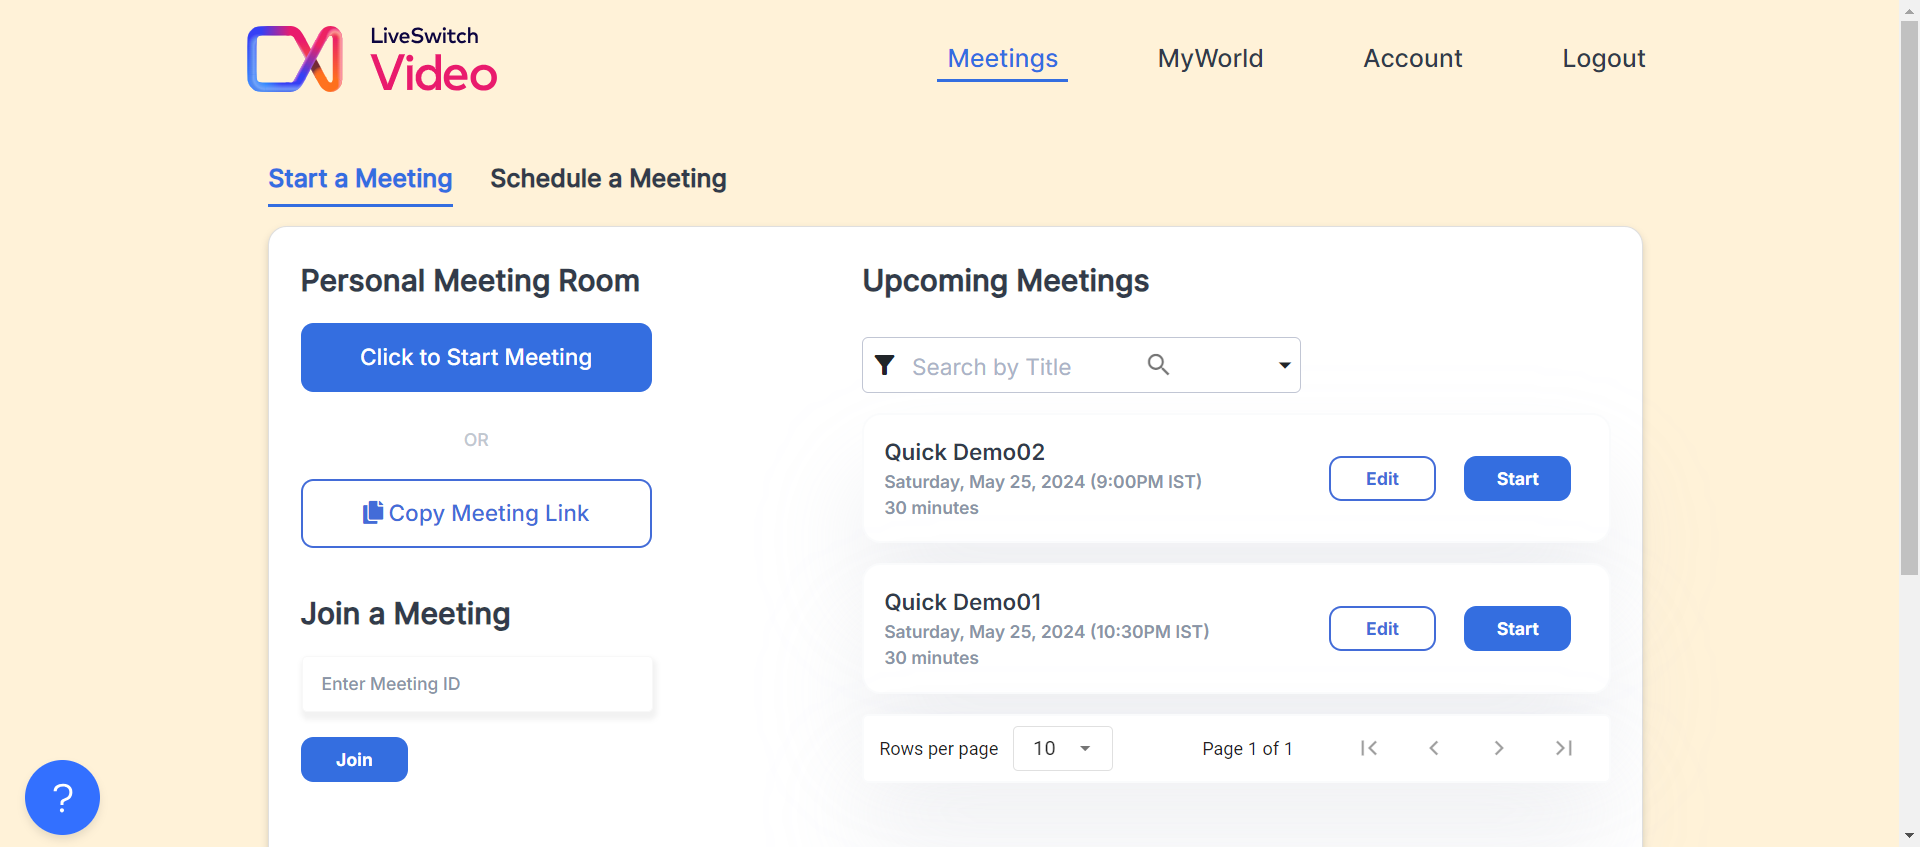 LiveSwitch
Video
Meetings
MyWorld
Account
Logout
Start a Meeting
Schedule a Meeting
Personal Meeting Room
Click to Start Meeting
OR
Copy Meeting Link
Join a Meeting
Enter Meeting ID
Join
?
Upcoming Meetings
Search by Title
Quick Demo02
Saturday, May 25, 2024 (9:00PM IST)
30 minutes
Edit
Start
Quick Demo01
Saturday, May 25, 2024 (10:30PM IST)
30 minutes
Edit
Start
Rows per page
10
Page 1 of 1